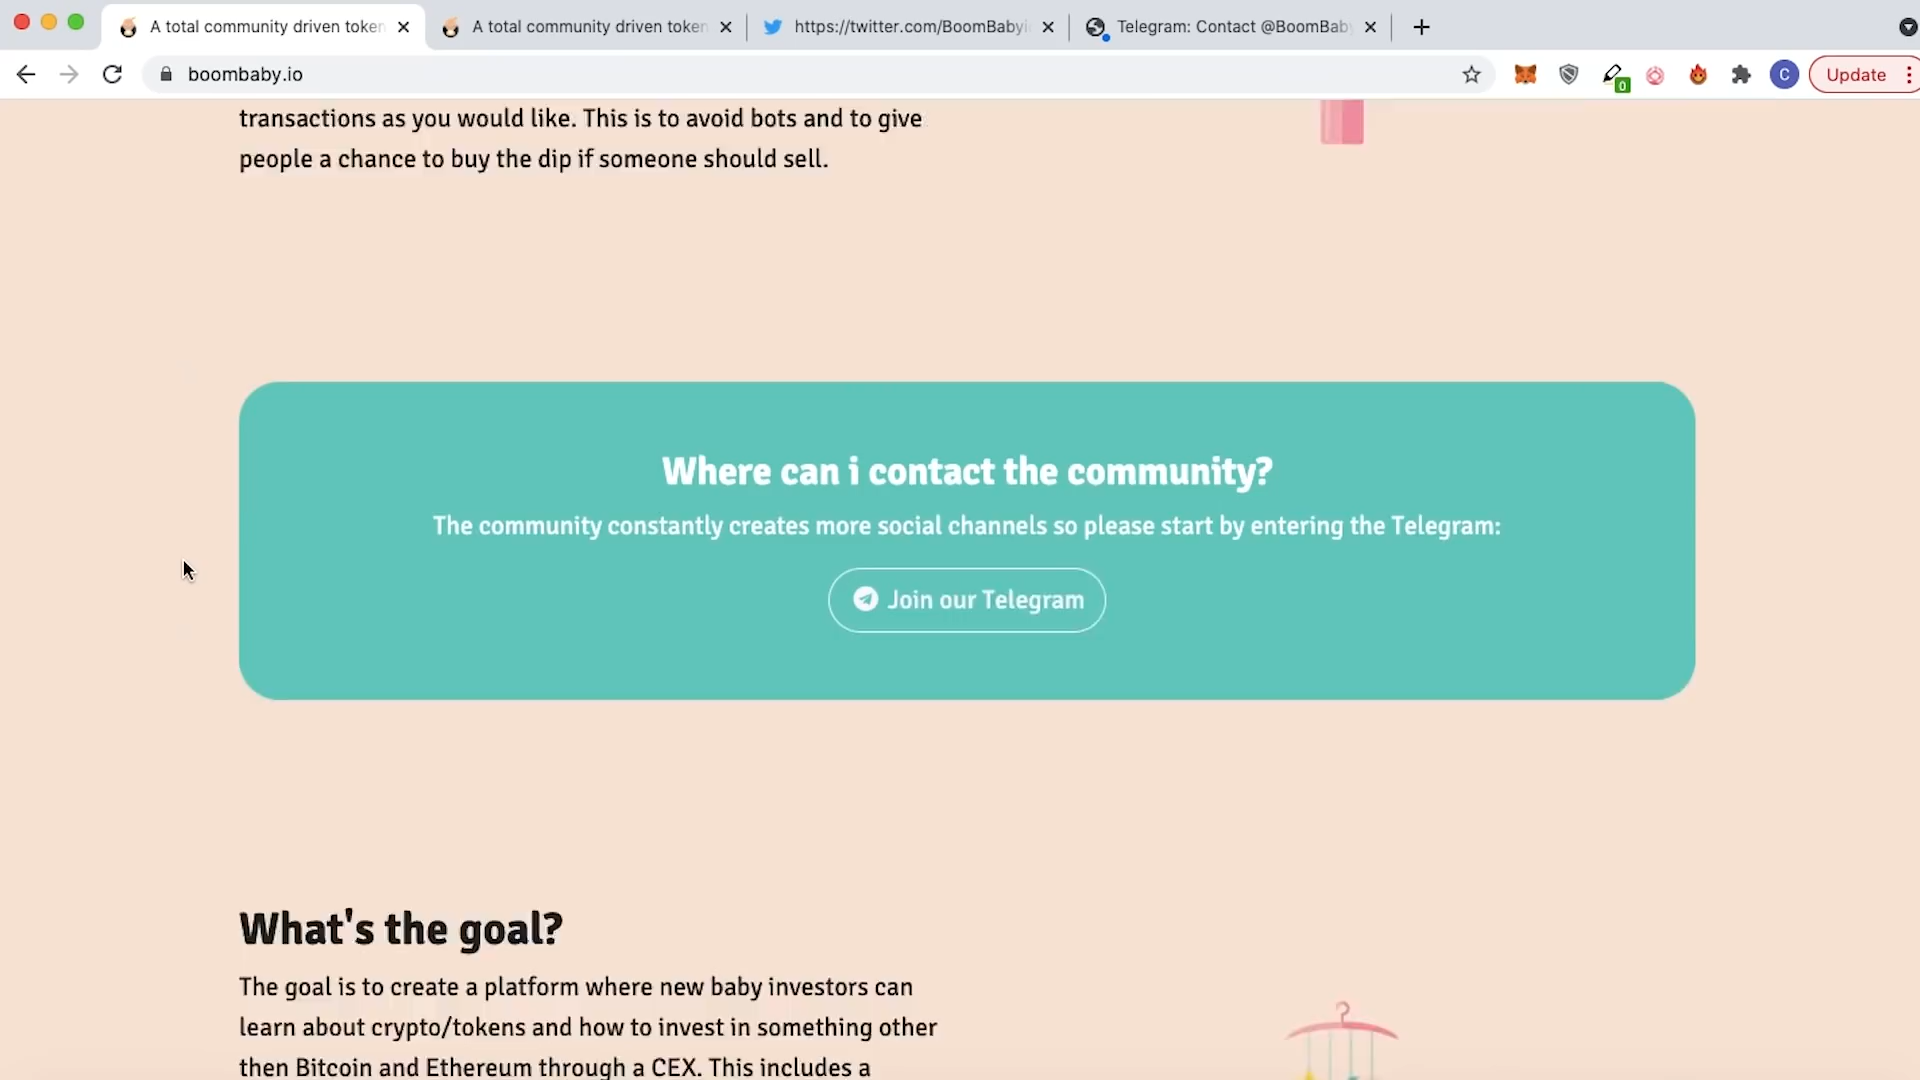 A total community driven token
A total community driven token
https://twitter.com/BoomBabyi
Telegram: Contact @BoomBaby
boombaby.io
0
C
Update
transactions as you would like. This is to avoid bots and to give
people a chance to buy the dip if someone should sell.
Where can i contact the community?
The community constantly creates more social channels so please start by entering the Telegram:
Join our Telegram
What's the goal?
The goal is to create a platform where new baby investors can
learn about crypto/tokens and how to invest in something other
then Bitcoin and Ethereum through a CEX. This includes a